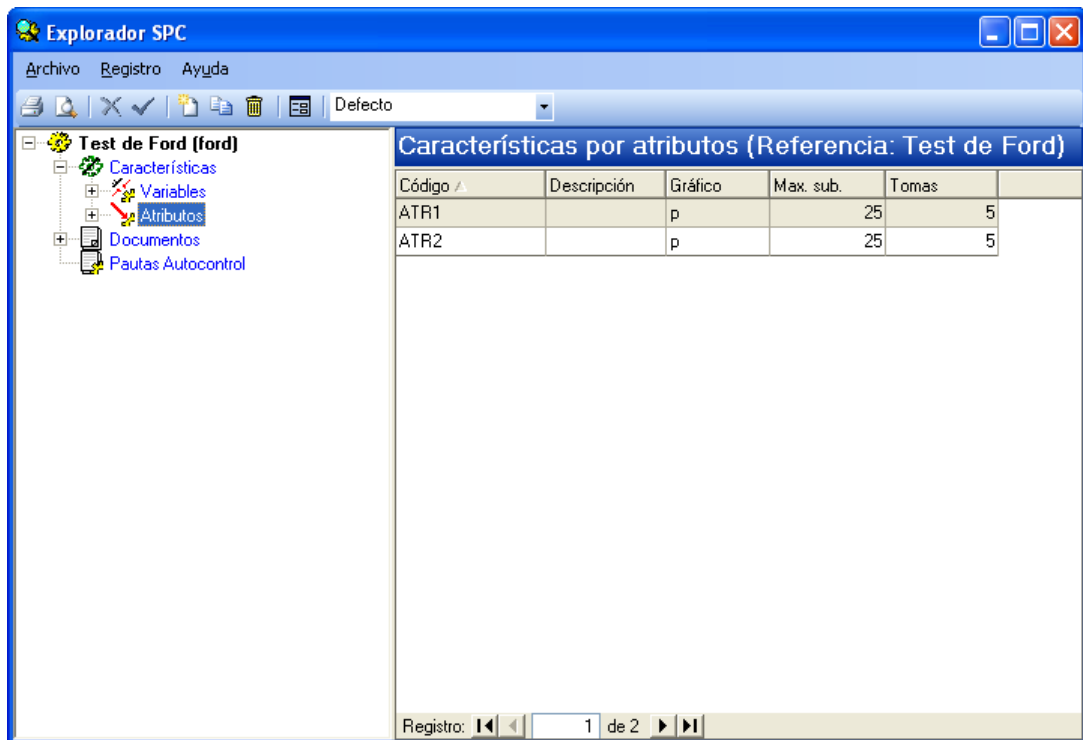 Explorador SPC
Archivo Registro Ayuda
Defecto
Test de Ford (ford)
Características
Variables
Atributos
Documentos
Pautas Autocontrol
Características por atributos (Referencia: Test de Ford)
Código Descripción Gráfico Max. sub. Tomas
ATR1 p 25 5
ATR2 p 25 5
Registro: 1 de 2